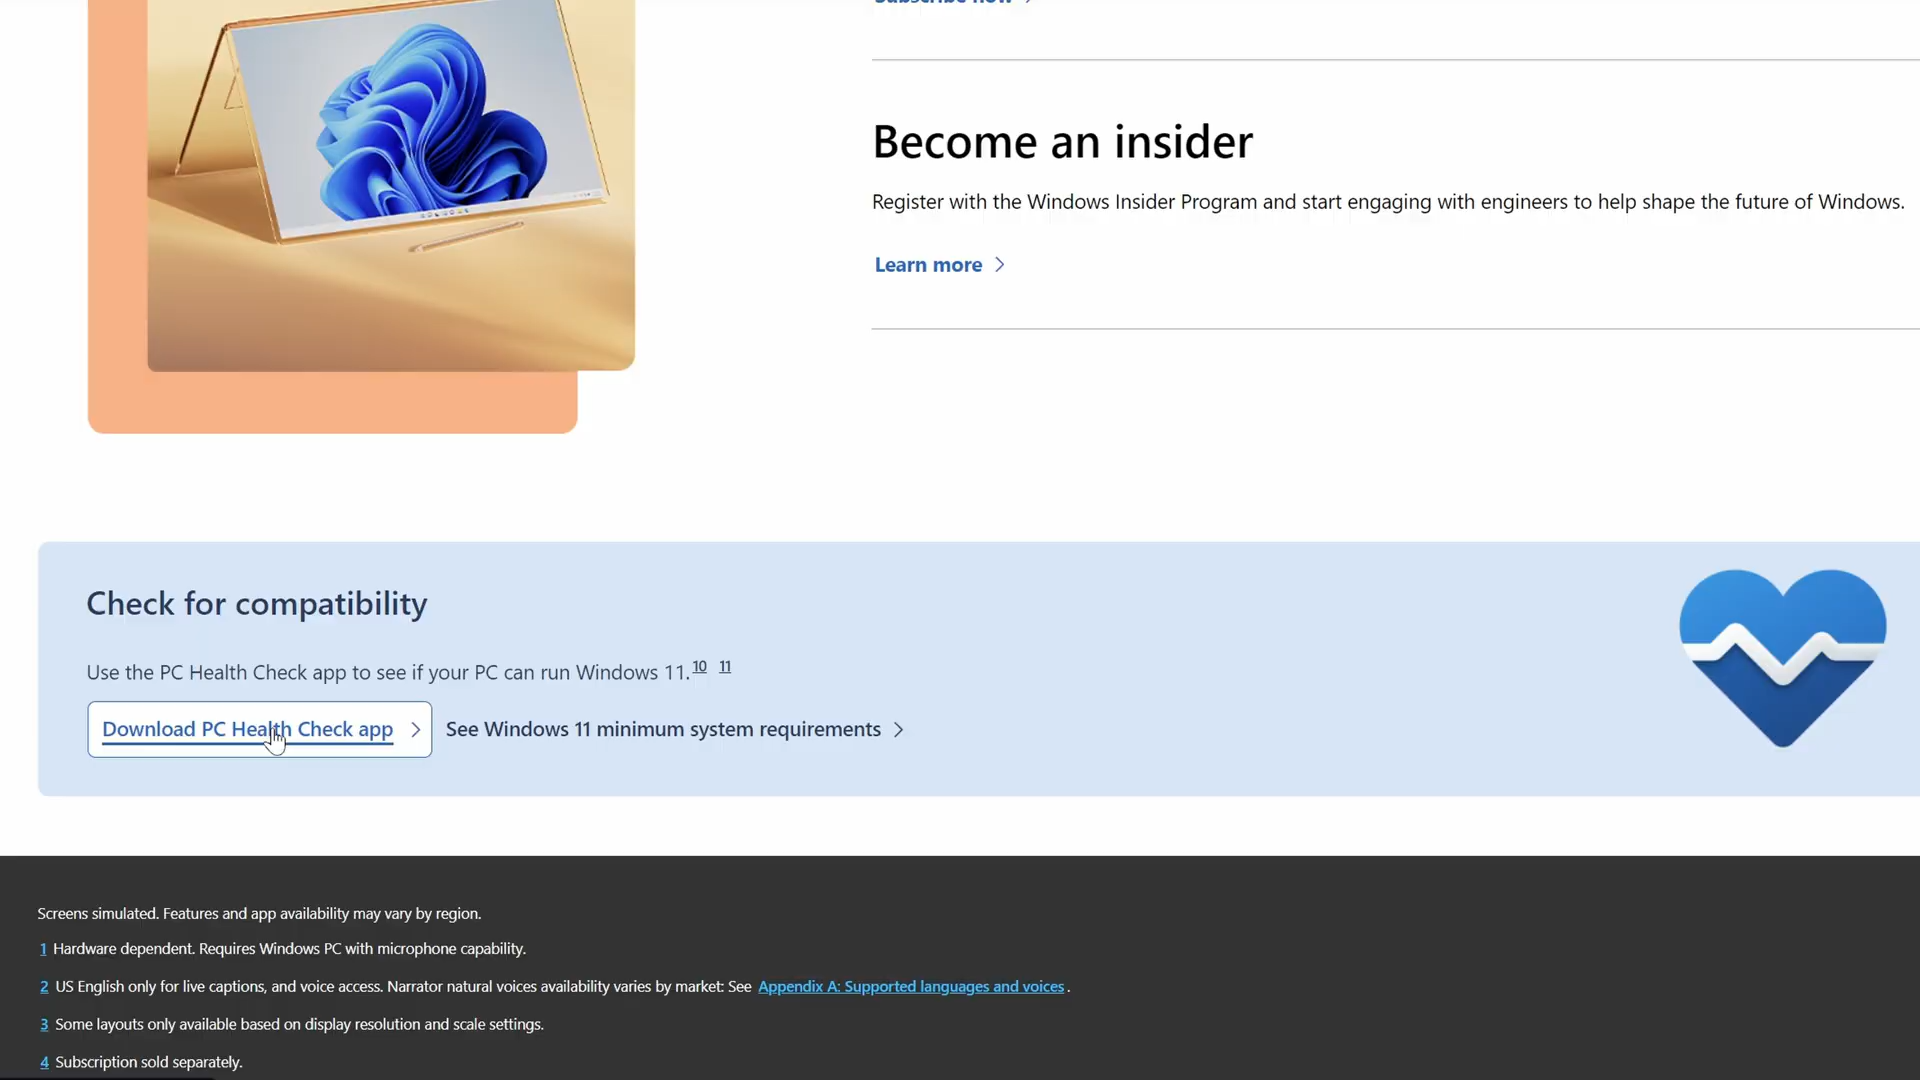 Subscribe now
Become an insider
Register with the Windows Insider Program and start engaging with engineers to help shape the future of Windows.
Learn more
Check for compatibility
Use the PC Health Check app to see if your PC can run Windows 11.10 11
Download PC Health Check app
See Windows 11 minimum system requirements
Screens simulated. Features and app availability may vary by region.
1 Hardware dependent. Requires Windows PC with microphone capability.
2 US English only for live captions, and voice access. Narrator natural voices availability varies by market: See Appendix A: Supported languages and voices.
3 Some layouts only available based on display resolution and scale settings.
4 Subscription sold separately.